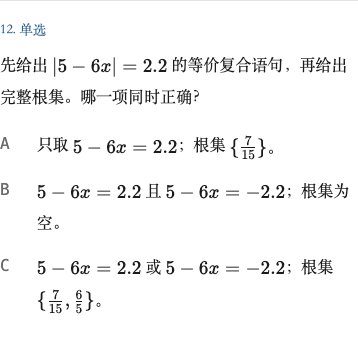 12. 单选
先给出 |5 − 6x| = 2.2 的等价复合语句，再给出
完整根集。哪一项同时正确？
A 只取 5 − 6x = 2.2；根集 {7/15}。
B 5 − 6x = 2.2 且 5 − 6x = −2.2；根集为
空。
C 5 − 6x = 2.2 或 5 − 6x = −2.2；根集
{7/15, 6/5}。